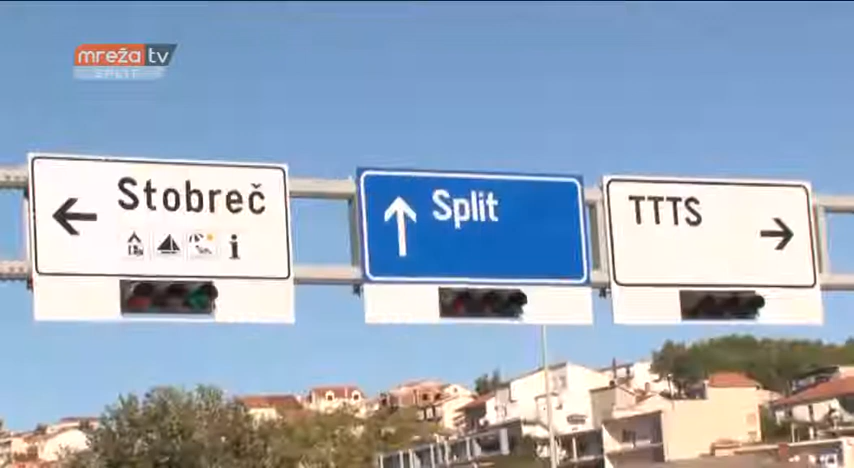 mreža tv
SPLIT
Stobreč
i
Split
TTTS